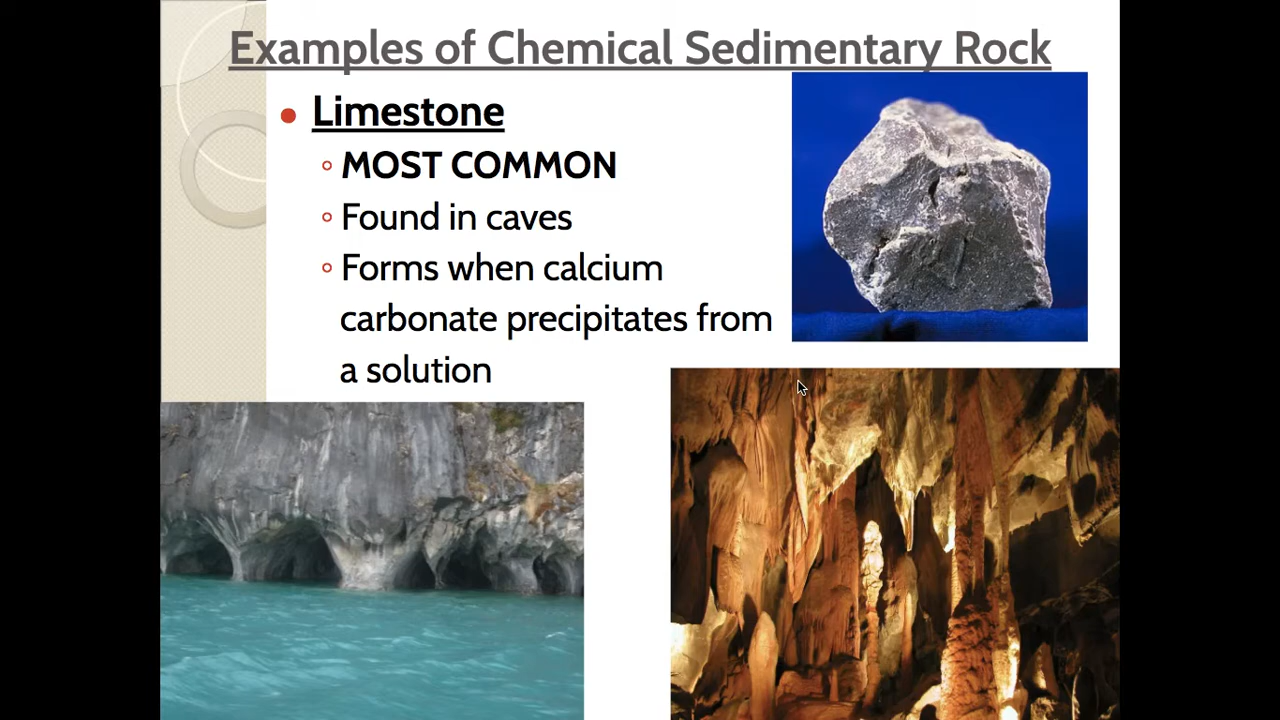 Examples of Chemical Sedimentary Rock
Limestone
MOST COMMON
Found in caves
Forms when calcium
carbonate precipitates from
a solution